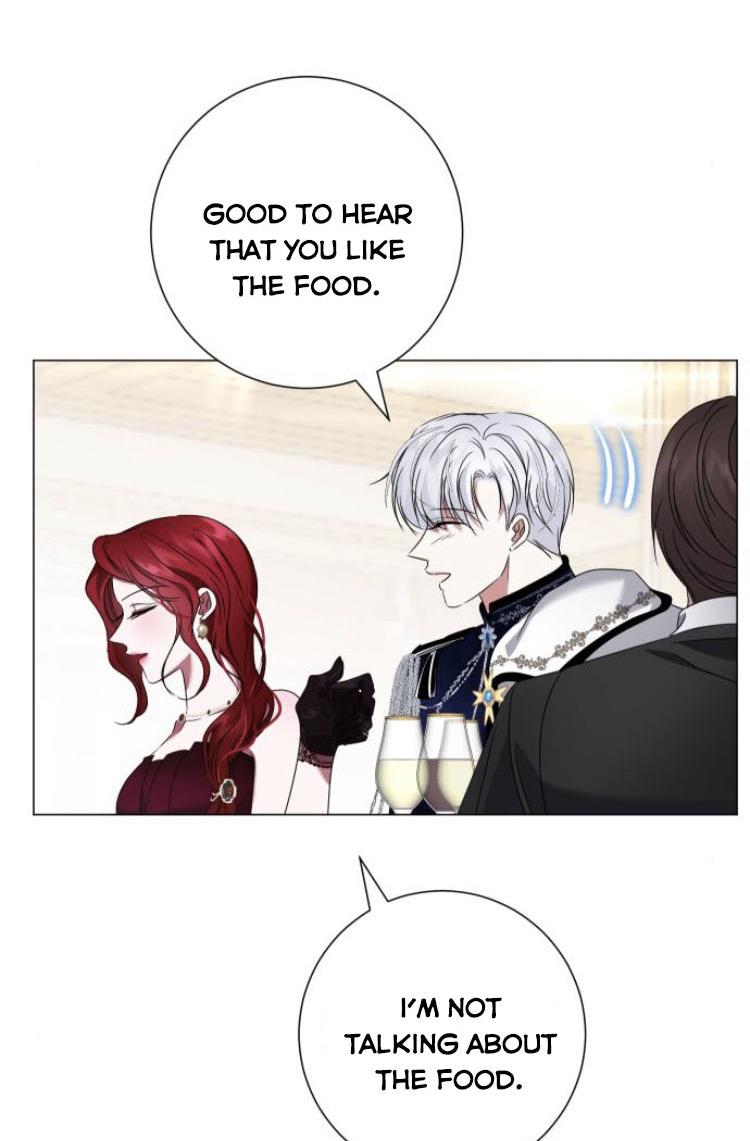 GOOD TO HEAR
THAT YOU LIKE
THE FOOD.
I'M NOT
TALKING ABOUT
THE FOOD.